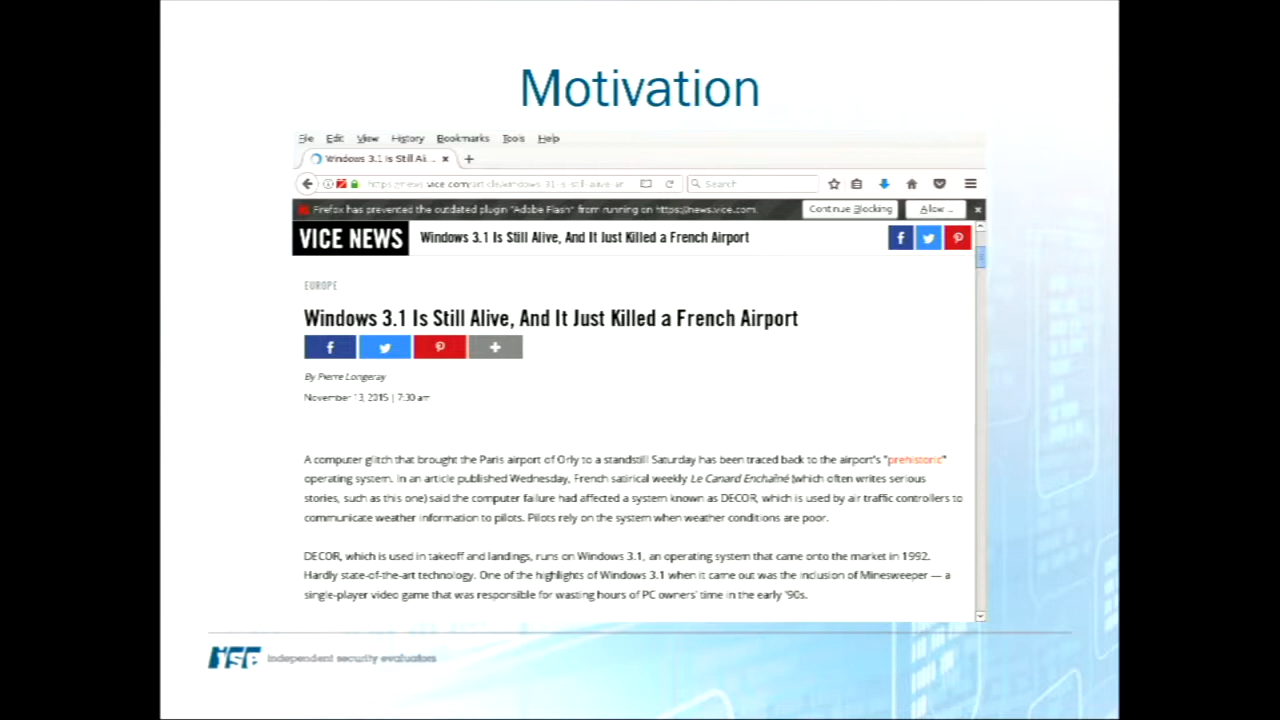 Motivation
File Edit View History Bookmarks Tools Help
Windows 3.1 Is Still Ali... × +
Search
Firefox has prevented the outdated plugin "Adobe Flash" from running on https://news.vice.com. Continue Blocking Allow... ×
VICE NEWS Windows 3.1 Is Still Alive, And It Just Killed a French Airport
EUROPE
Windows 3.1 Is Still Alive, And It Just Killed a French Airport
By Pierre Longeray
November 13, 2015 | 7:30 am
A computer glitch that brought the Paris airport of Orly to a standstill Saturday has been traced back to the airport's "prehistoric"
operating system. In an article published Wednesday, French satirical weekly Le Canard Enchaîné (which often writes serious
stories, such as this one) said the computer failure had affected a system known as DECOR, which is used by air traffic controllers to
communicate weather information to pilots. Pilots rely on the system when weather conditions are poor.
DECOR, which is used in takeoff and landings, runs on Windows 3.1, an operating system that came onto the market in 1992.
Hardly state-of-the-art technology. One of the highlights of Windows 3.1 when it came out was the inclusion of Minesweeper — a
single-player video game that was responsible for wasting hours of PC owners' time in the early '90s.
ise independent security evaluators